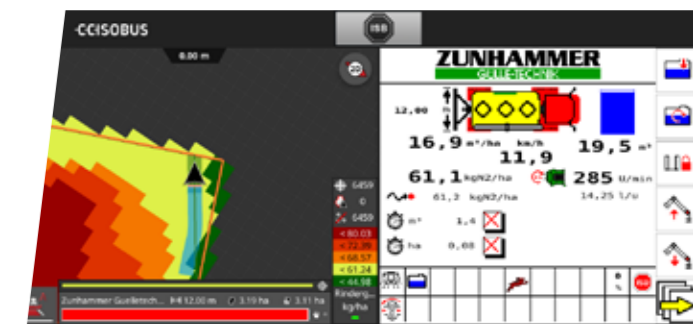 CCISOBUS
ISB
0.00 m
2D
6459
0
6459
< 80.03
< 72.39
< 68.57
< 61.24
< 44.98
Rinderg...
kg/ha
Zunhammer Guelletech... 12.00 m 3.19 ha 3.11 ha
ZUNHAMMER
GÜLLE-TECHNIK
12,00
16,9 m³/ha km/h 19,5 m³
11,9
61,1 kgN2/ha 285 U/min
61,2 kgN2/ha 14,25 l/u
m³ 1,4
ha 0,08